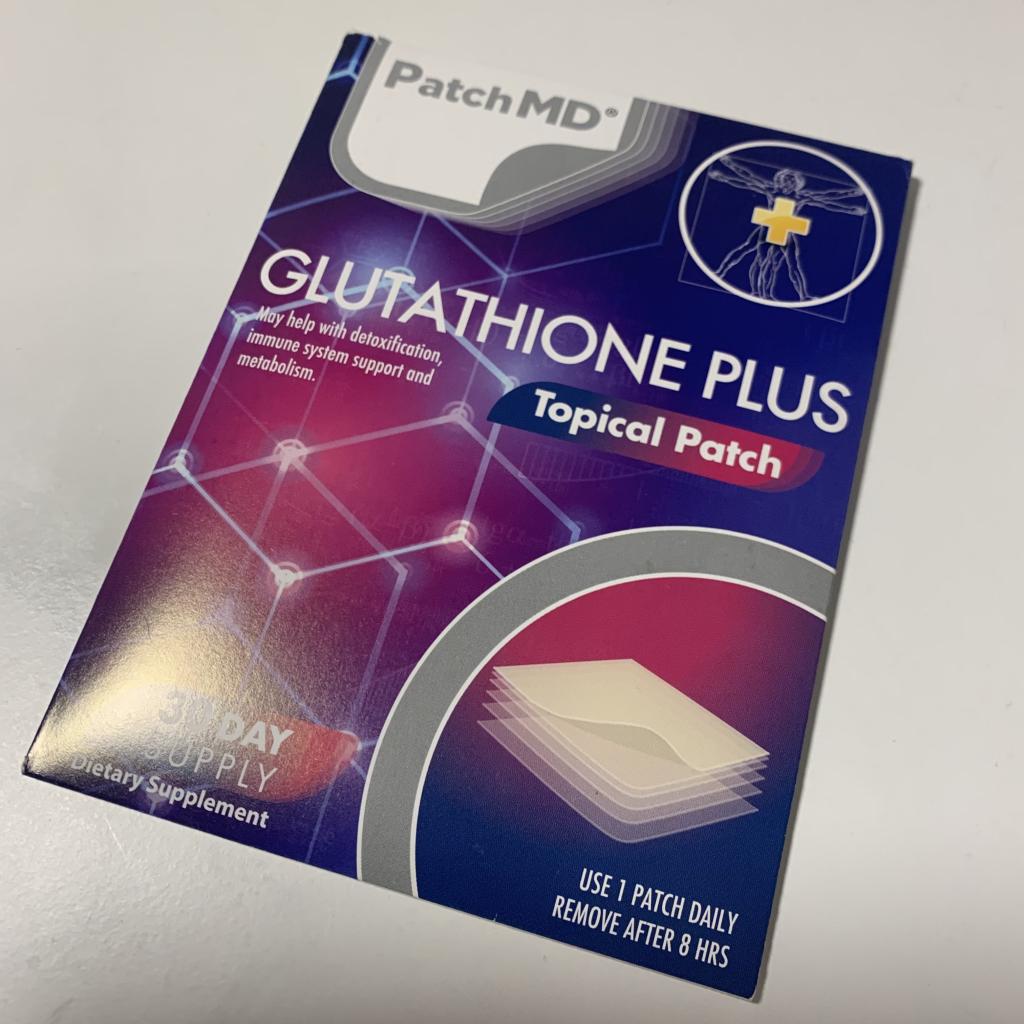 PatchMD®
GLUTATHIONE PLUS
May help with detoxification,
immune system support and
metabolism.
Topical Patch
30 DAY
SUPPLY
Dietary Supplement
USE 1 PATCH DAILY
REMOVE AFTER 8 HRS